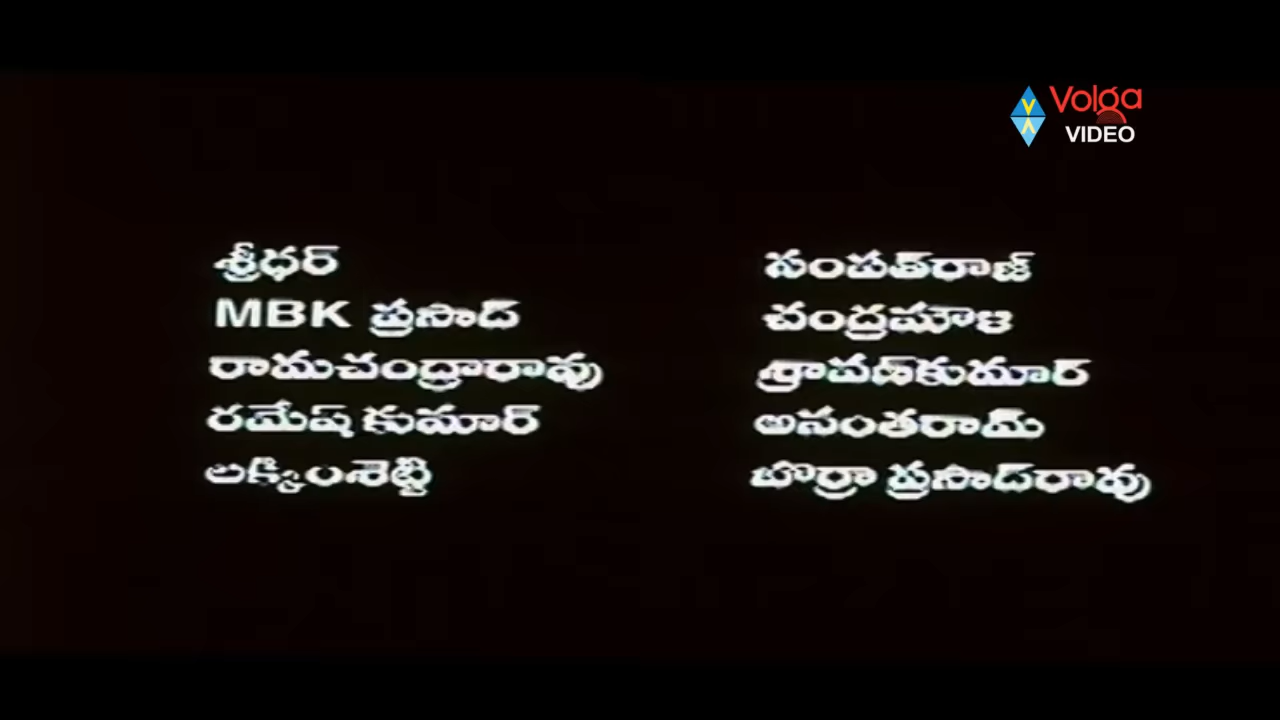 Volga
VIDEO
శ్రీధర్
MBK ప్రసాద్
రామచంద్రారావు
రమేష్ కుమార్
లక్ష్మీంశెట్టి
సంపత్‌రాజ్
చంద్రమౌళి
శ్రావణ్‌కుమార్
అనంతరామ్
బొర్రా ప్రసాద్‌రావు